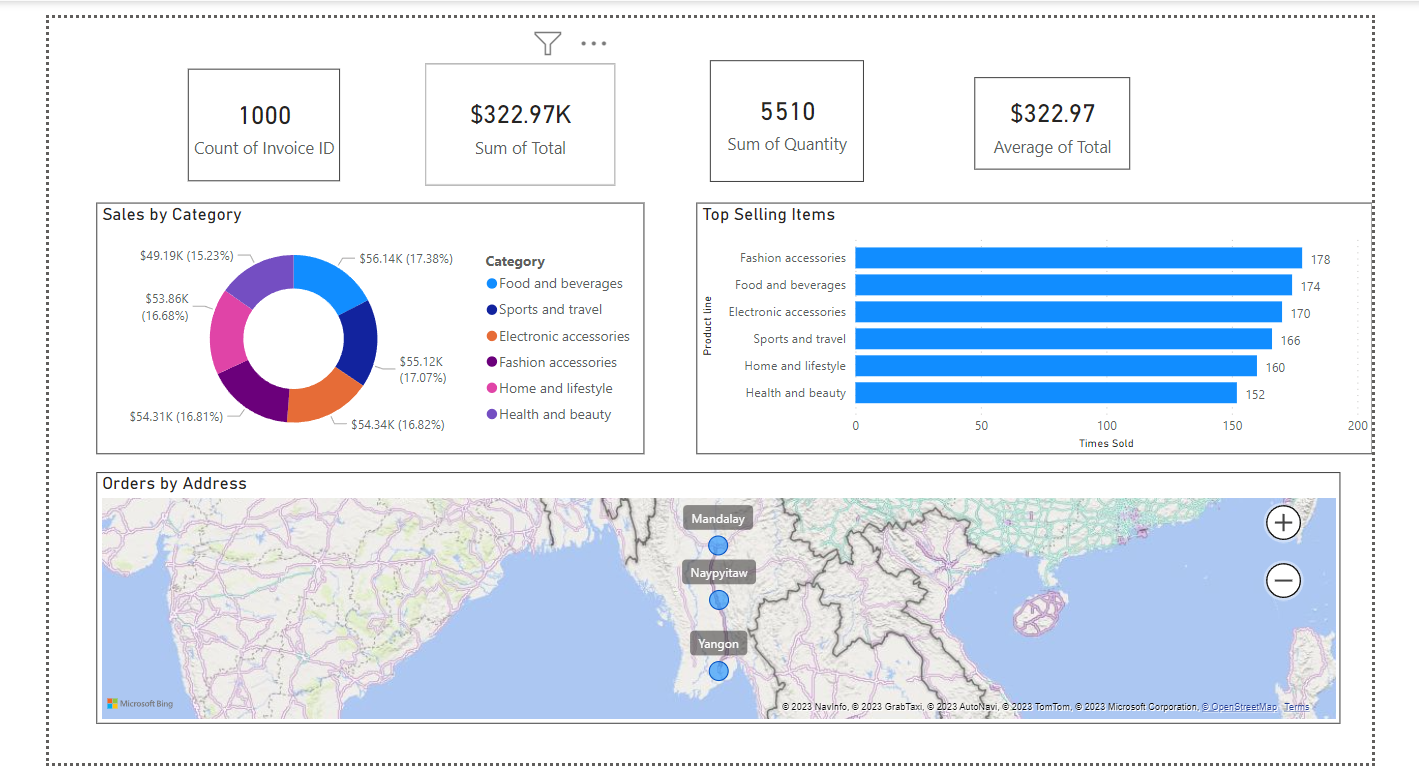 1000
Count of Invoice ID
$322.97K
Sum of Total
5510
Sum of Quantity
$322.97
Average of Total
Sales by Category
$49.19K (15.23%)
$56.14K (17.38%)
$53.86K
(16.68%)
$55.12K
(17.07%)
$54.31K (16.81%)
$54.34K (16.82%)
Category
Food and beverages
Sports and travel
Electronic accessories
Fashion accessories
Home and lifestyle
Health and beauty
Top Selling Items
Product line
Fashion accessories 178
Food and beverages 174
Electronic accessories 170
Sports and travel 166
Home and lifestyle 160
Health and beauty 152
0 50 100 150 200
Times Sold
Orders by Address
Mandalay
Naypyitaw
Yangon
Microsoft Bing
© 2023 NavInfo, © 2023 GrabTaxi, © 2023 AutoNavi, © 2023 TomTom, © 2023 Microsoft Corporation, © OpenStreetMap Terms